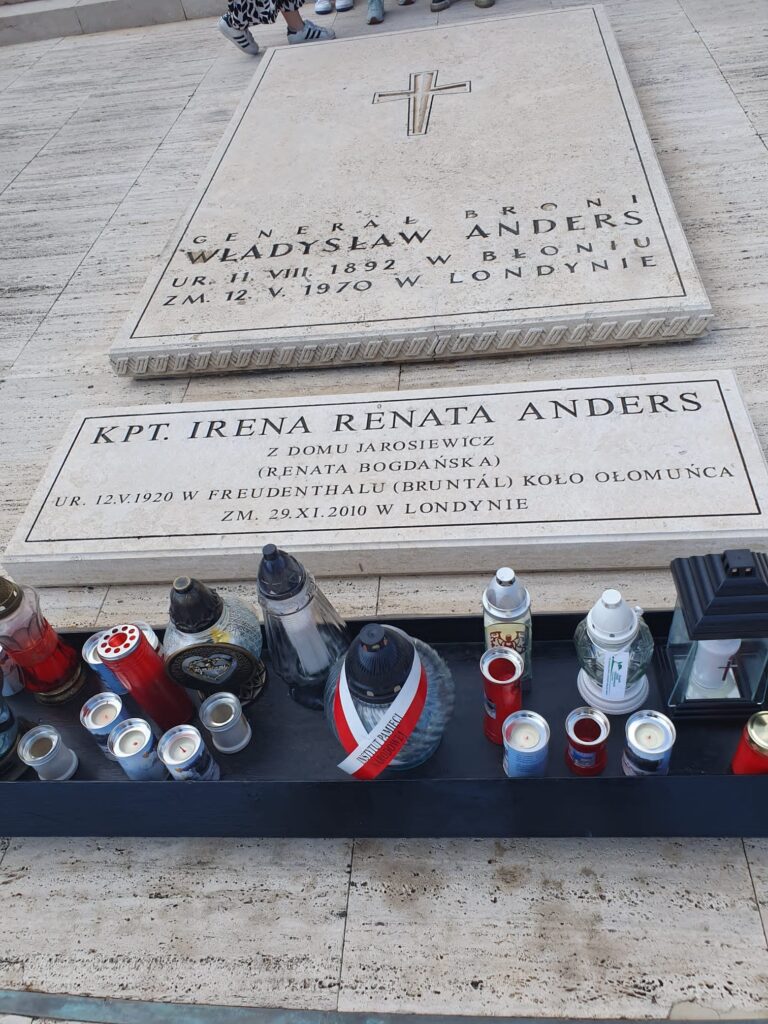 GENERAŁ BRONI
WŁADYSŁAW ANDERS
UR. 11. VIII. 1892 W BŁONIU
ZM. 12. V. 1970 W LONDYNIE
KPT. IRENA RENATA ANDERS
Z DOMU JAROSIEWICZ
(RENATA BOGDAŃSKA)
UR. 12.V.1920 W FREUDENTHALU (BRUNTÁL) KOŁO OŁOMUŃCA
ZM. 29.XI.2010 W LONDYNIE
INSTYTUT PAMIĘCI